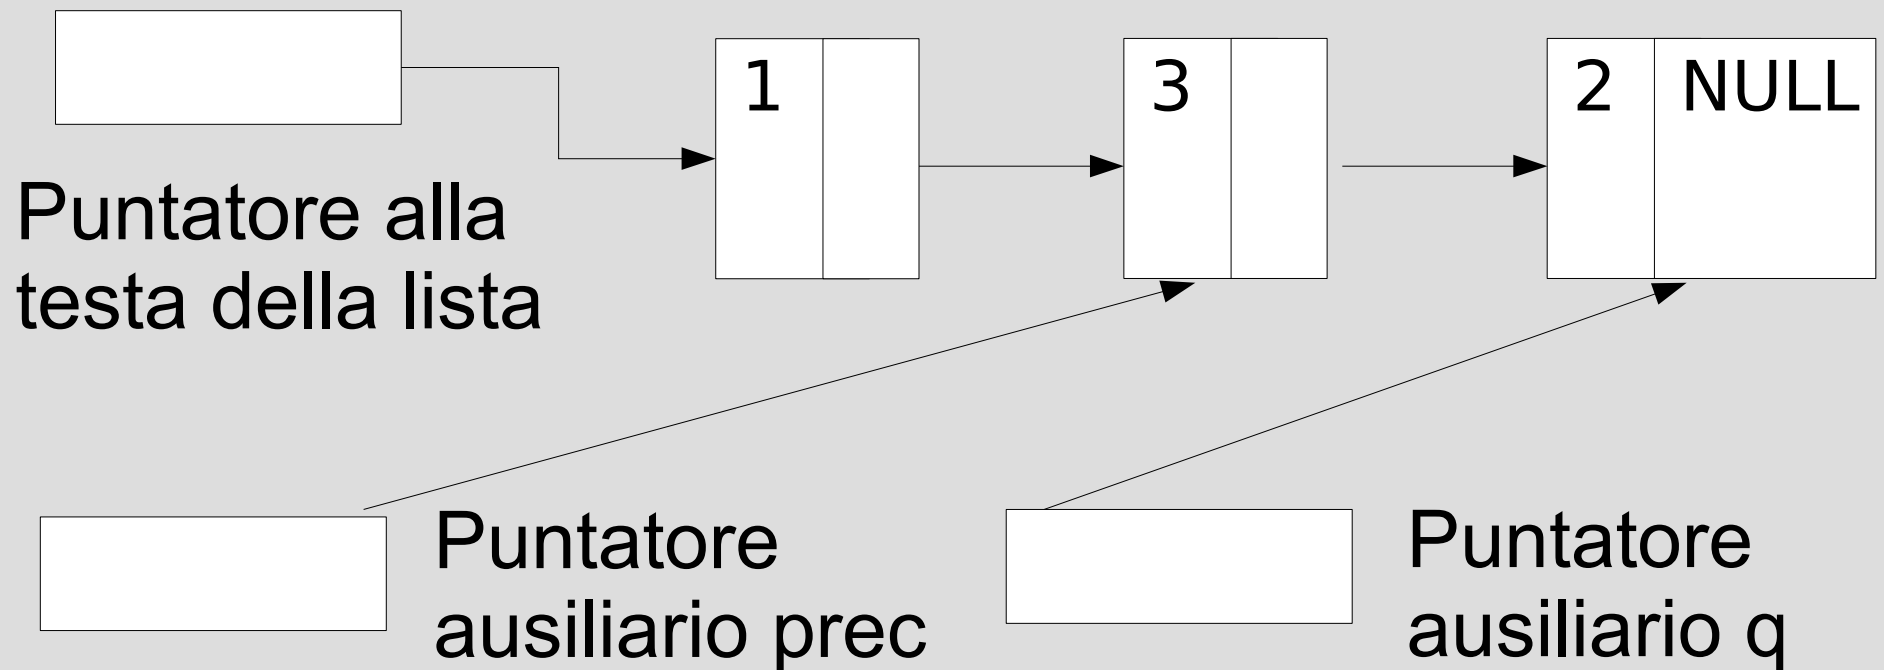 1
3
2 NULL
Puntatore alla
testa della lista
Puntatore
ausiliario prec
Puntatore
ausiliario q